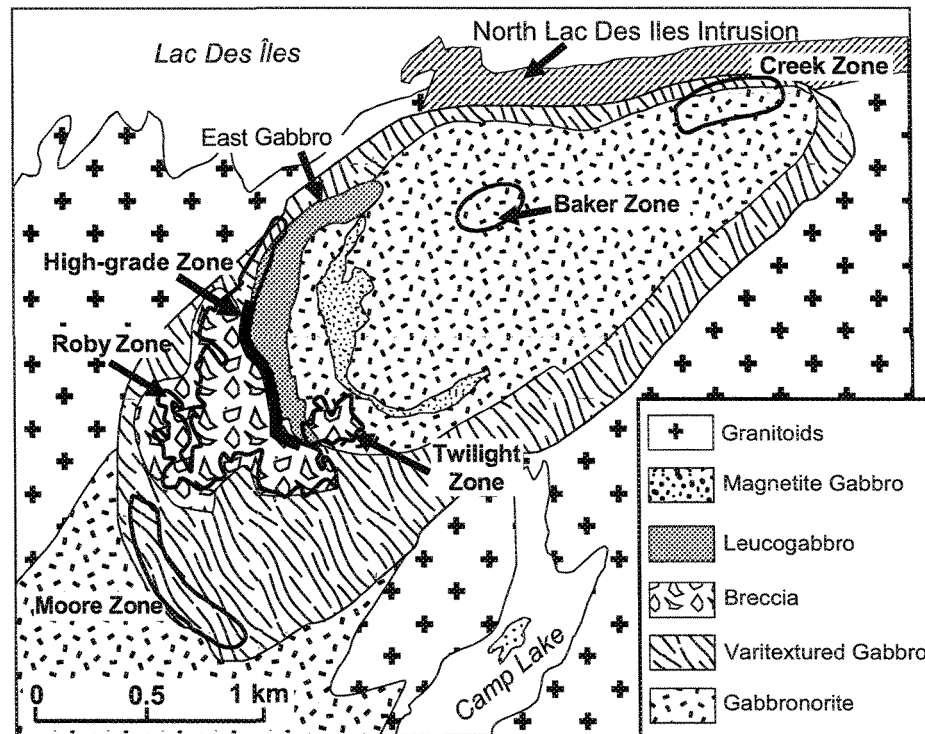 North Lac Des Iles Intrusion
Lac Des Îles
Creek Zone
East Gabbro
Baker Zone
High-grade Zone
Roby Zone
Twilight
Zone
Moore Zone
Camp Lake
0 0.5 1 km
Granitoids
Magnetite Gabbro
Leucogabbro
Breccia
Varitextured Gabbro
Gabbronorite